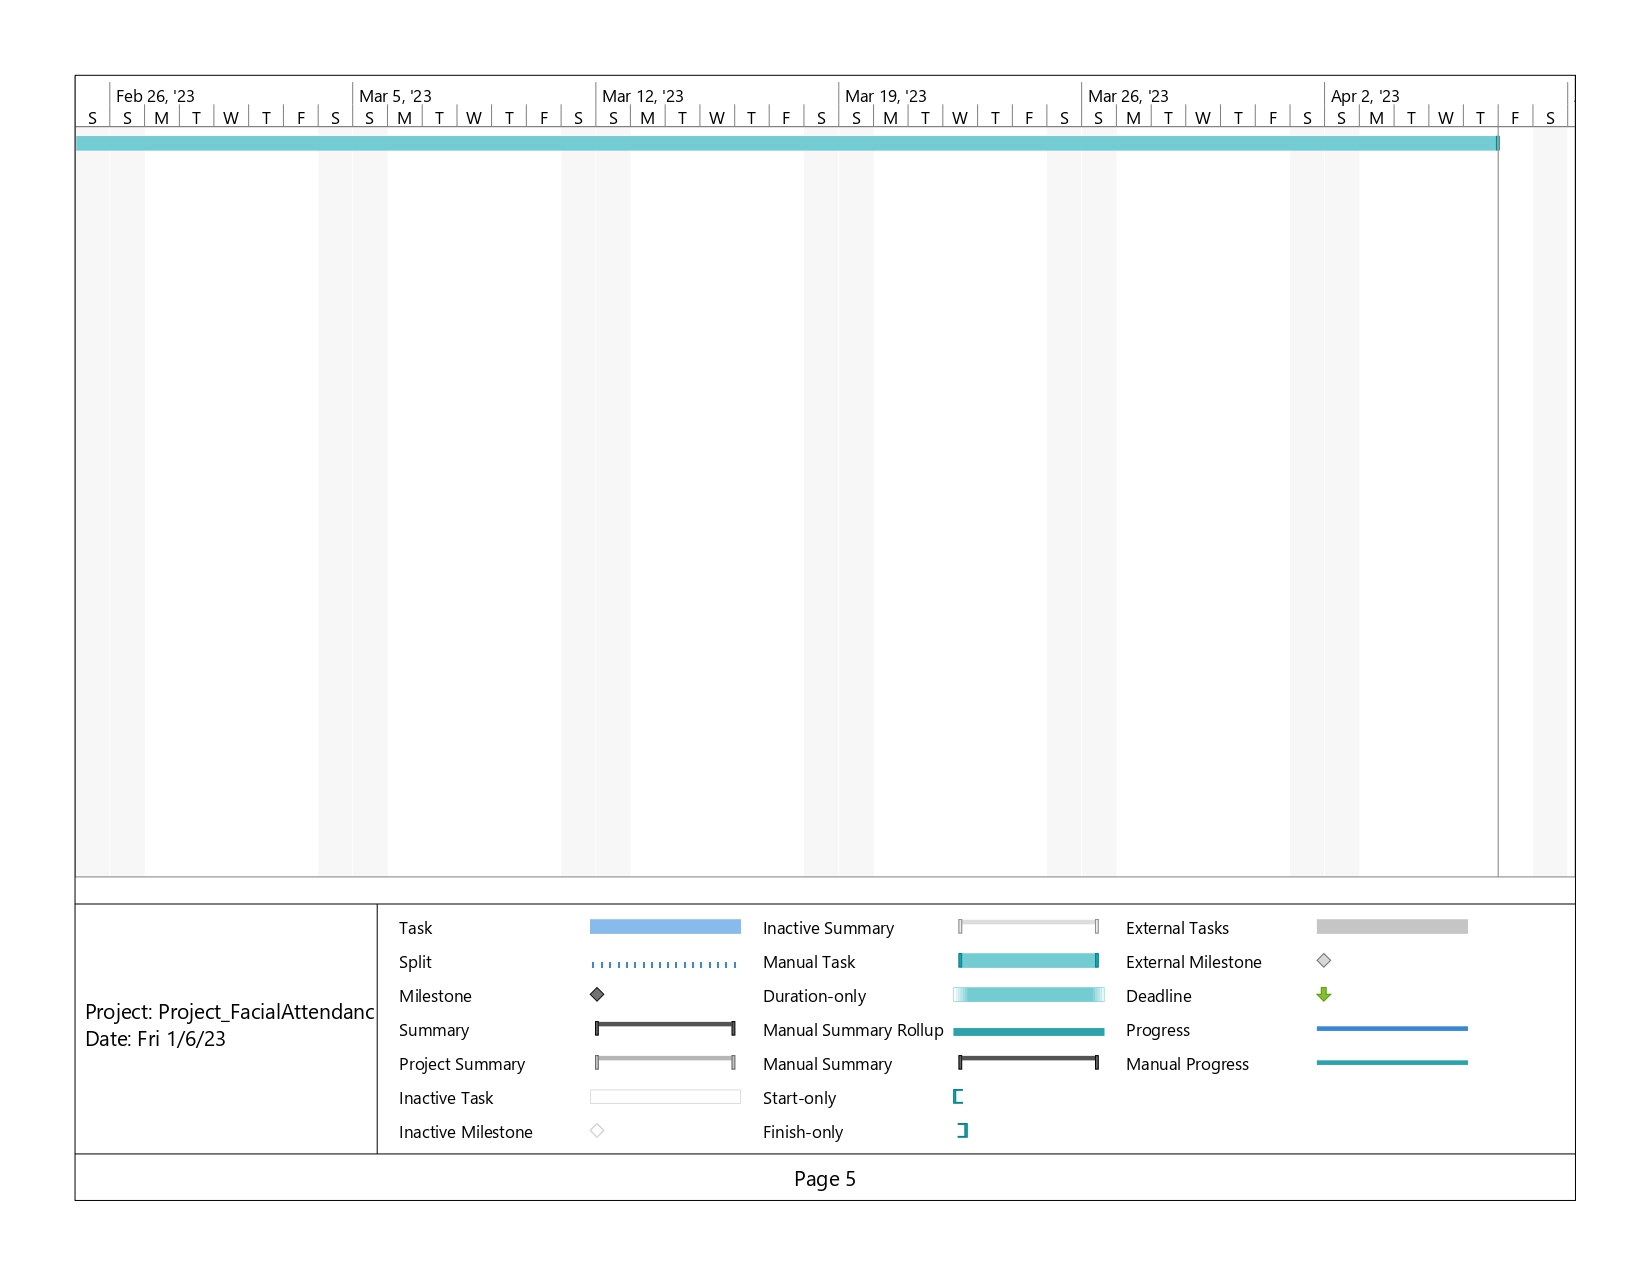 Feb 26, '23 Mar 5, '23 Mar 12, '23 Mar 19, '23 Mar 26, '23 Apr 2, '23
S S M T W T F S S M T W T F S S M T W T F S S M T W T F S S M T W T F S S M T W T F S
Task Inactive Summary External Tasks
Split Manual Task External Milestone
Milestone Duration-only Deadline
Summary Manual Summary Rollup Progress
Project Summary Manual Summary Manual Progress
Inactive Task Start-only
Inactive Milestone Finish-only
Project: Project_FacialAttendanc
Date: Fri 1/6/23
Page 5